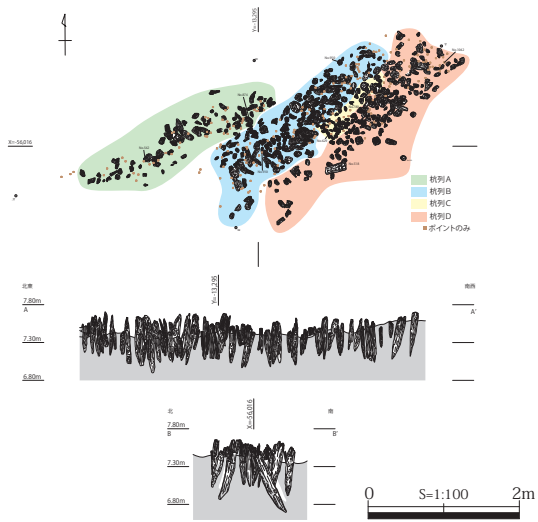 Y=-13,295
X=-56,016
杭列A
杭列B
杭列C
杭列D
ポイントのみ
北東
南西
Y=-13,295
7.80m
A
A'
7.30m
6.80m
北
南
X=-56,016
7.80m
B
B'
7.30m
6.80m
0
S=1:100
2m